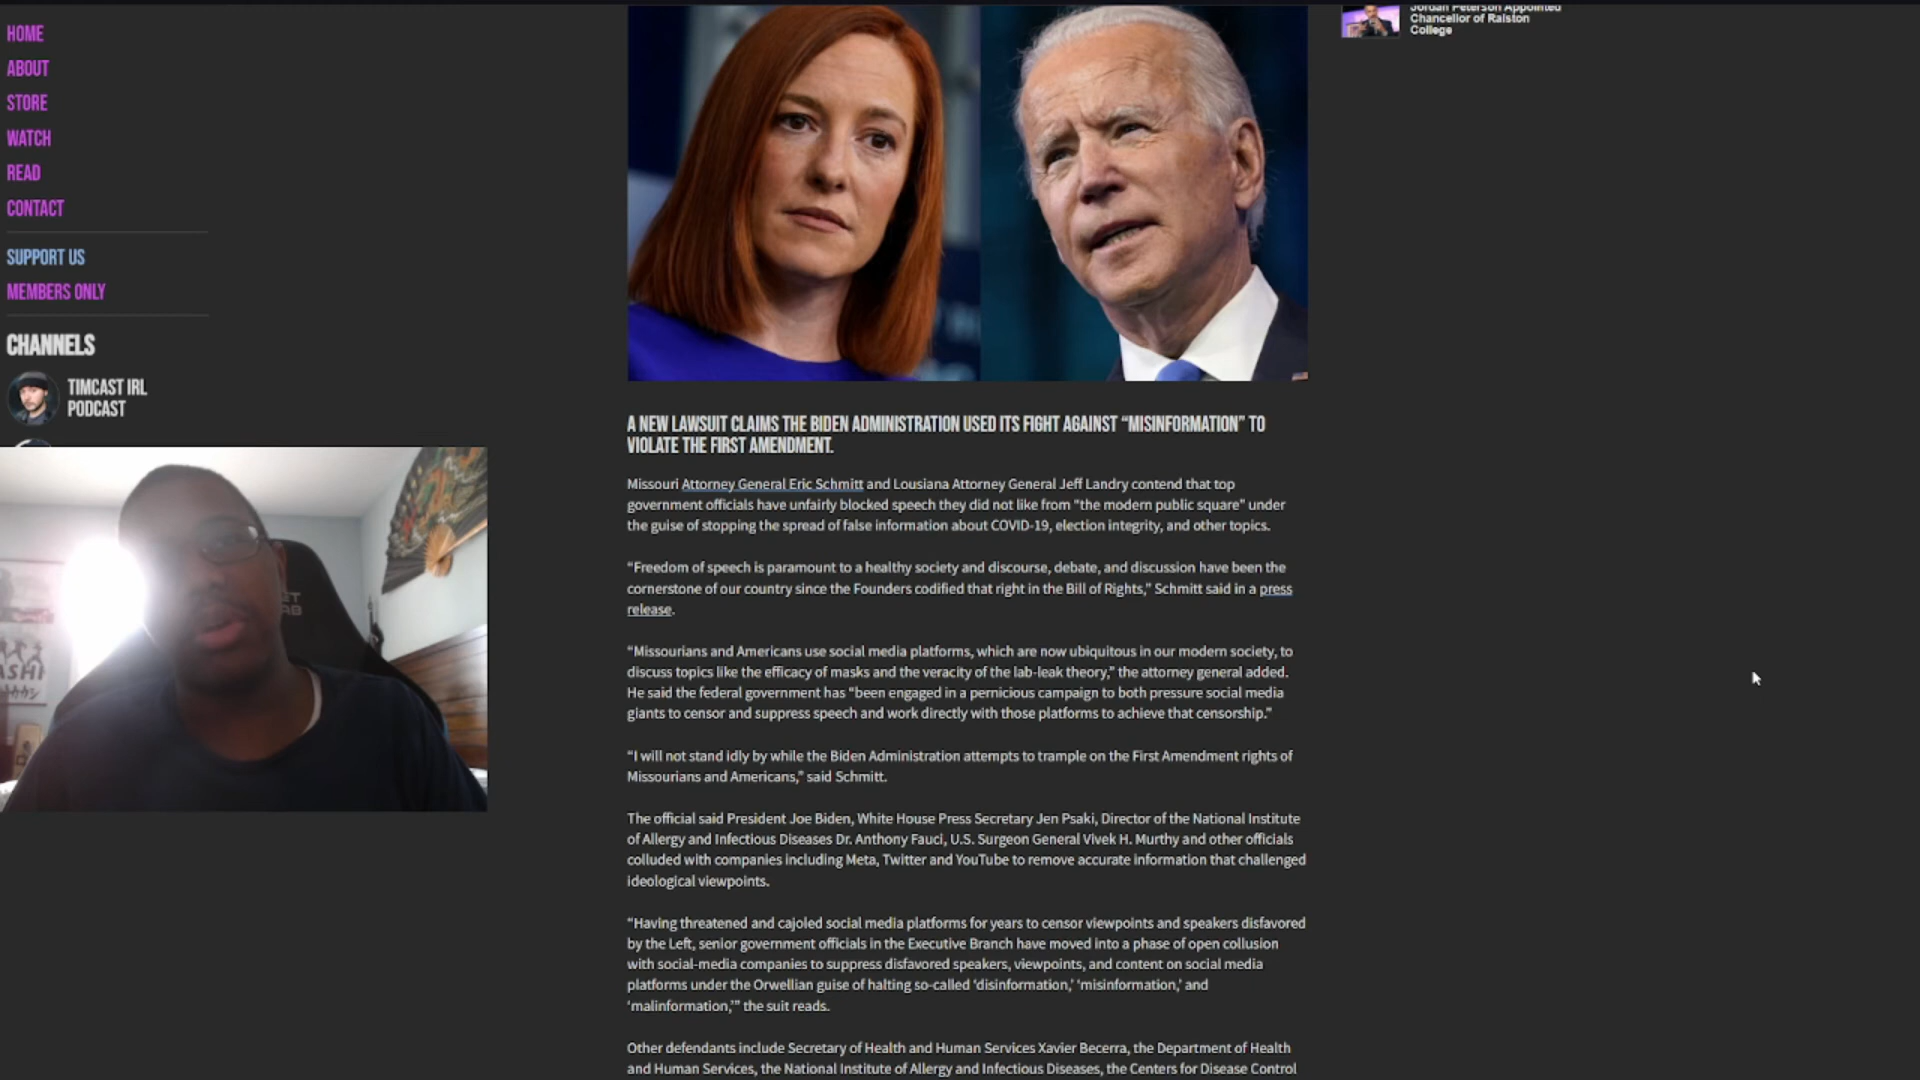 HOME
ABOUT
STORE
WATCH
READ
CONTACT
SUPPORT US
MEMBERS ONLY
CHANNELS
TIMCAST IRL
PODCAST
Jordan Peterson Appointed
Chancellor of Ralston
College
A NEW LAWSUIT CLAIMS THE BIDEN ADMINISTRATION USED ITS FIGHT AGAINST “MISINFORMATION” TO
VIOLATE THE FIRST AMENDMENT.
Missouri Attorney General Eric Schmitt and Lousiana Attorney General Jeff Landry contend that top
government officials have unfairly blocked speech they did not like from “the modern public square” under
the guise of stopping the spread of false information about COVID-19, election integrity, and other topics.
“Freedom of speech is paramount to a healthy society and discourse, debate, and discussion have been the
cornerstone of our country since the Founders codified that right in the Bill of Rights,” Schmitt said in a press
release.
“Missourians and Americans use social media platforms, which are now ubiquitous in our modern society, to
discuss topics like the efficacy of masks and the veracity of the lab-leak theory,” the attorney general added.
He said the federal government has “been engaged in a pernicious campaign to both pressure social media
giants to censor and suppress speech and work directly with those platforms to achieve that censorship.”
“I will not stand idly by while the Biden Administration attempts to trample on the First Amendment rights of
Missourians and Americans,” said Schmitt.
The official said President Joe Biden, White House Press Secretary Jen Psaki, Director of the National Institute
of Allergy and Infectious Diseases Dr. Anthony Fauci, U.S. Surgeon General Vivek H. Murthy and other officials
colluded with companies including Meta, Twitter and YouTube to remove accurate information that challenged
ideological viewpoints.
“Having threatened and cajoled social media platforms for years to censor viewpoints and speakers disfavored
by the Left, senior government officials in the Executive Branch have moved into a phase of open collusion
with social-media companies to suppress disfavored speakers, viewpoints, and content on social media
platforms under the Orwellian guise of halting so-called ‘disinformation,’ ‘misinformation,’ and
‘malinformation,’” the suit reads.
Other defendants include Secretary of Health and Human Services Xavier Becerra, the Department of Health
and Human Services, the National Institute of Allergy and Infectious Diseases, the Centers for Disease Control